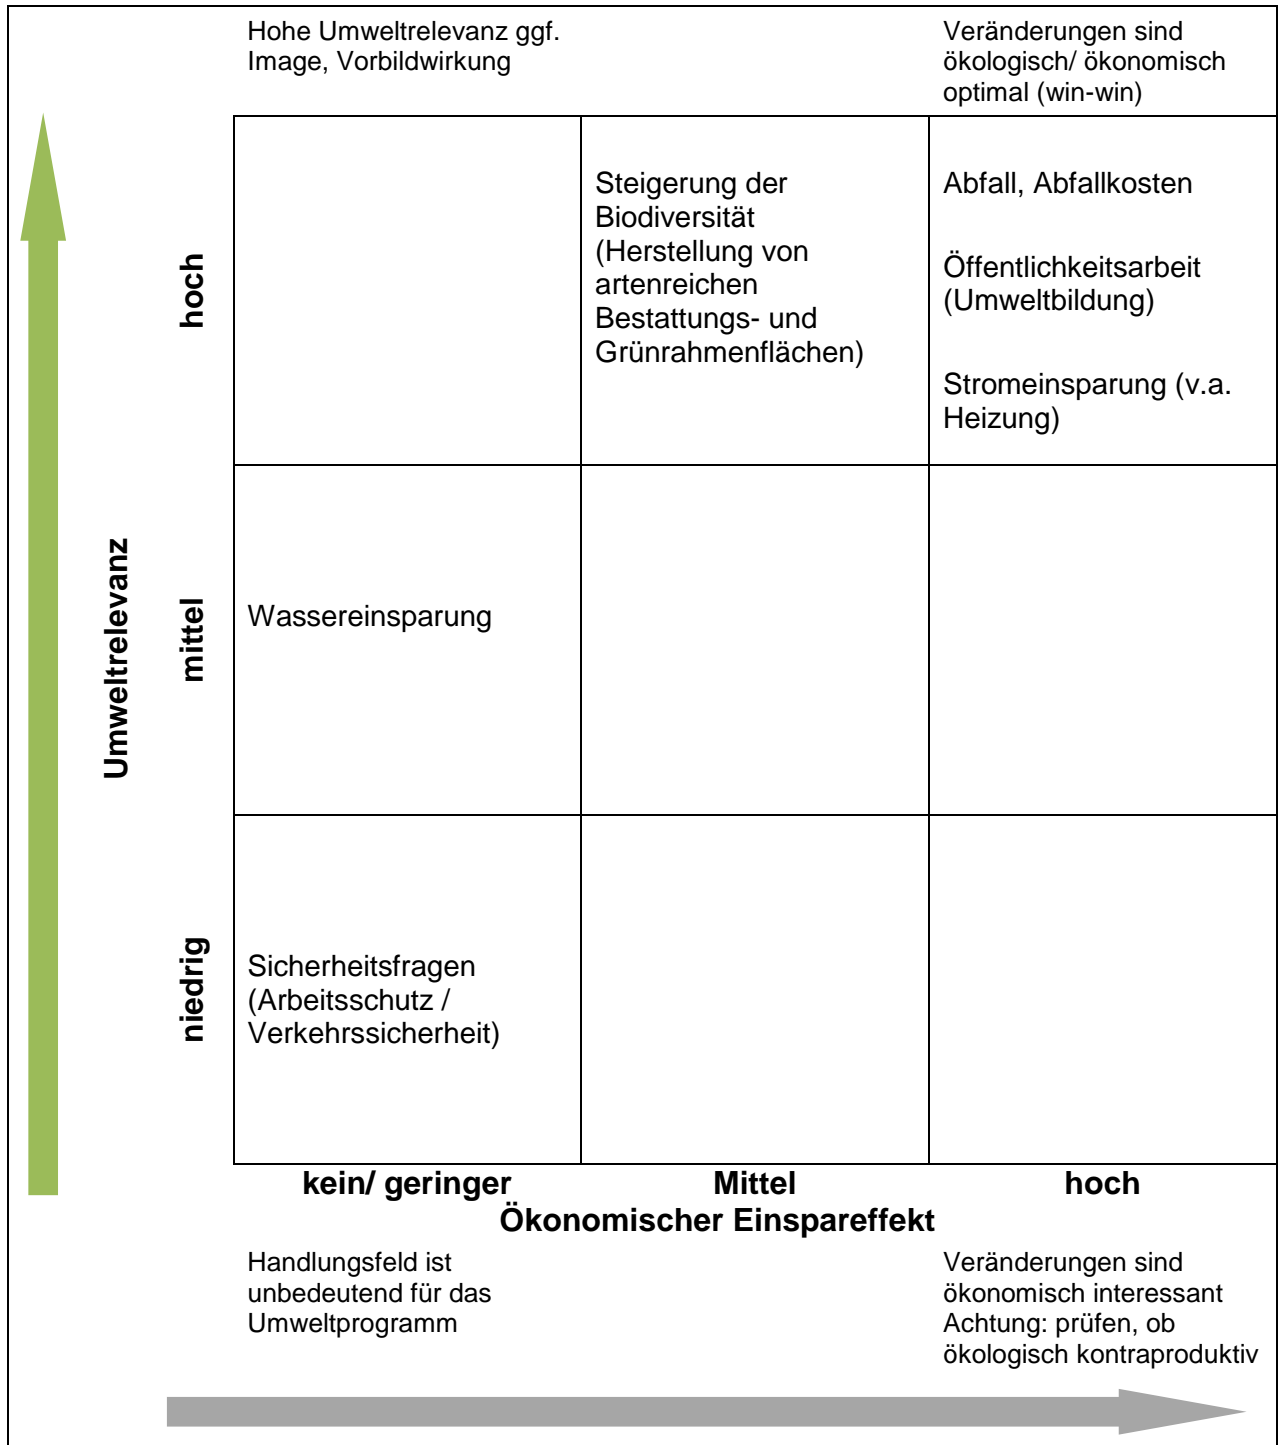 Hohe Umweltrelevanz ggf.
Image, Vorbildwirkung
Veränderungen sind
ökologisch/ ökonomisch
optimal (win-win)
Umweltrelevanz
hoch
Steigerung der
Biodiversität
(Herstellung von
artenreichen
Bestattungs- und
Grünrahmenflächen)
Abfall, Abfallkosten
Öffentlichkeitsarbeit
(Umweltbildung)
Stromeinsparung (v.a.
Heizung)
mittel
Wassereinsparung
niedrig
Sicherheitsfragen
(Arbeitsschutz /
Verkehrssicherheit)
kein/ geringer
Mittel
hoch
Ökonomischer Einspareffekt
Handlungsfeld ist
unbedeutend für das
Umweltprogramm
Veränderungen sind
ökonomisch interessant
Achtung: prüfen, ob
ökologisch kontraproduktiv